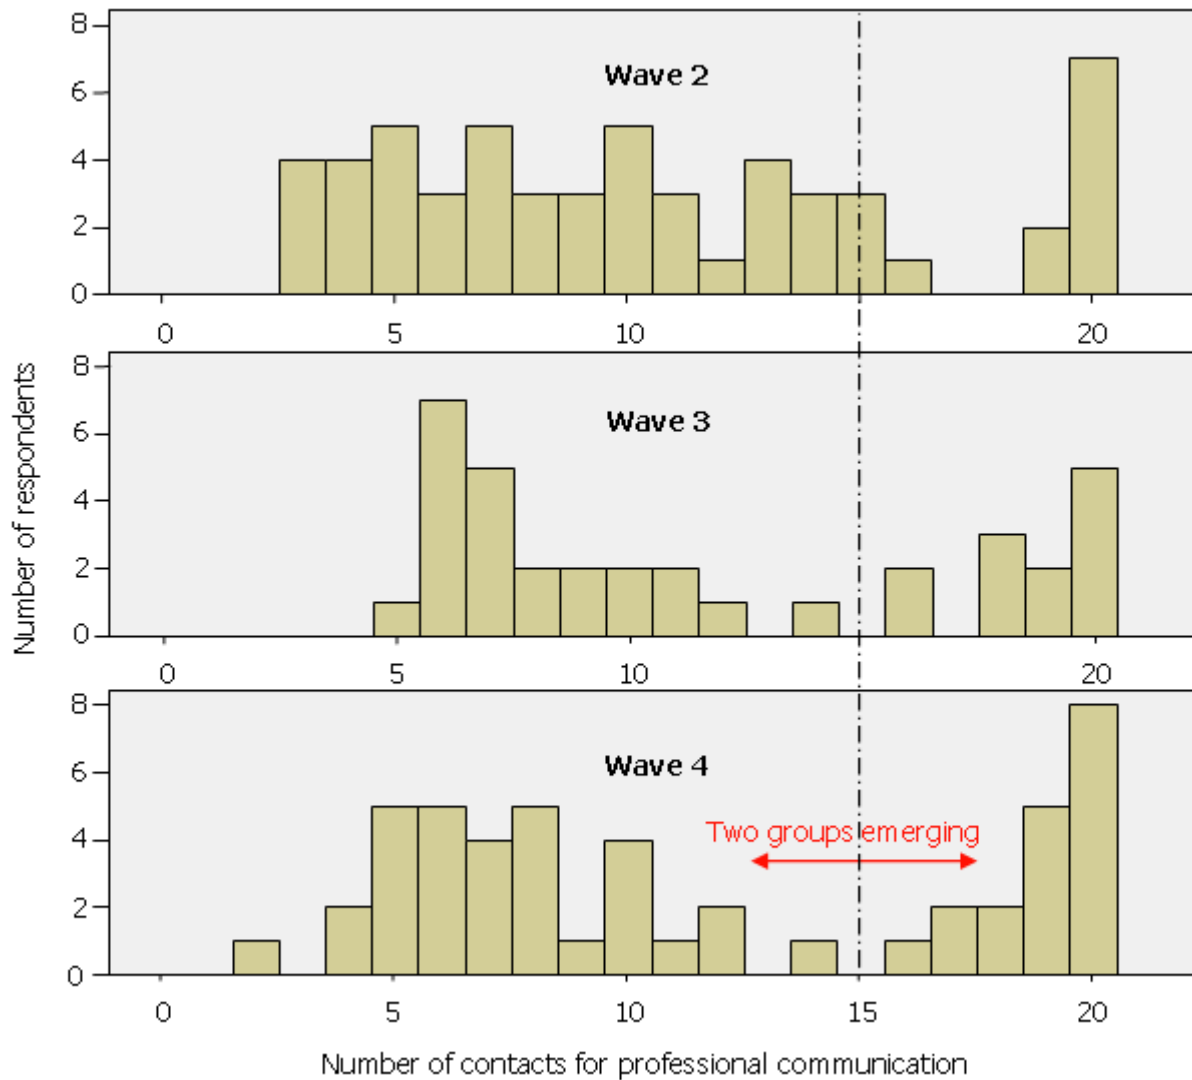 8
Wave 2
6
4
2
0
0 5 10 20
Number of respondents
8
Wave 3
6
4
2
0
0 5 10 20
8
Wave 4
6
Two groups emerging
4
2
0
0 5 10 15 20
Number of contacts for professional communication